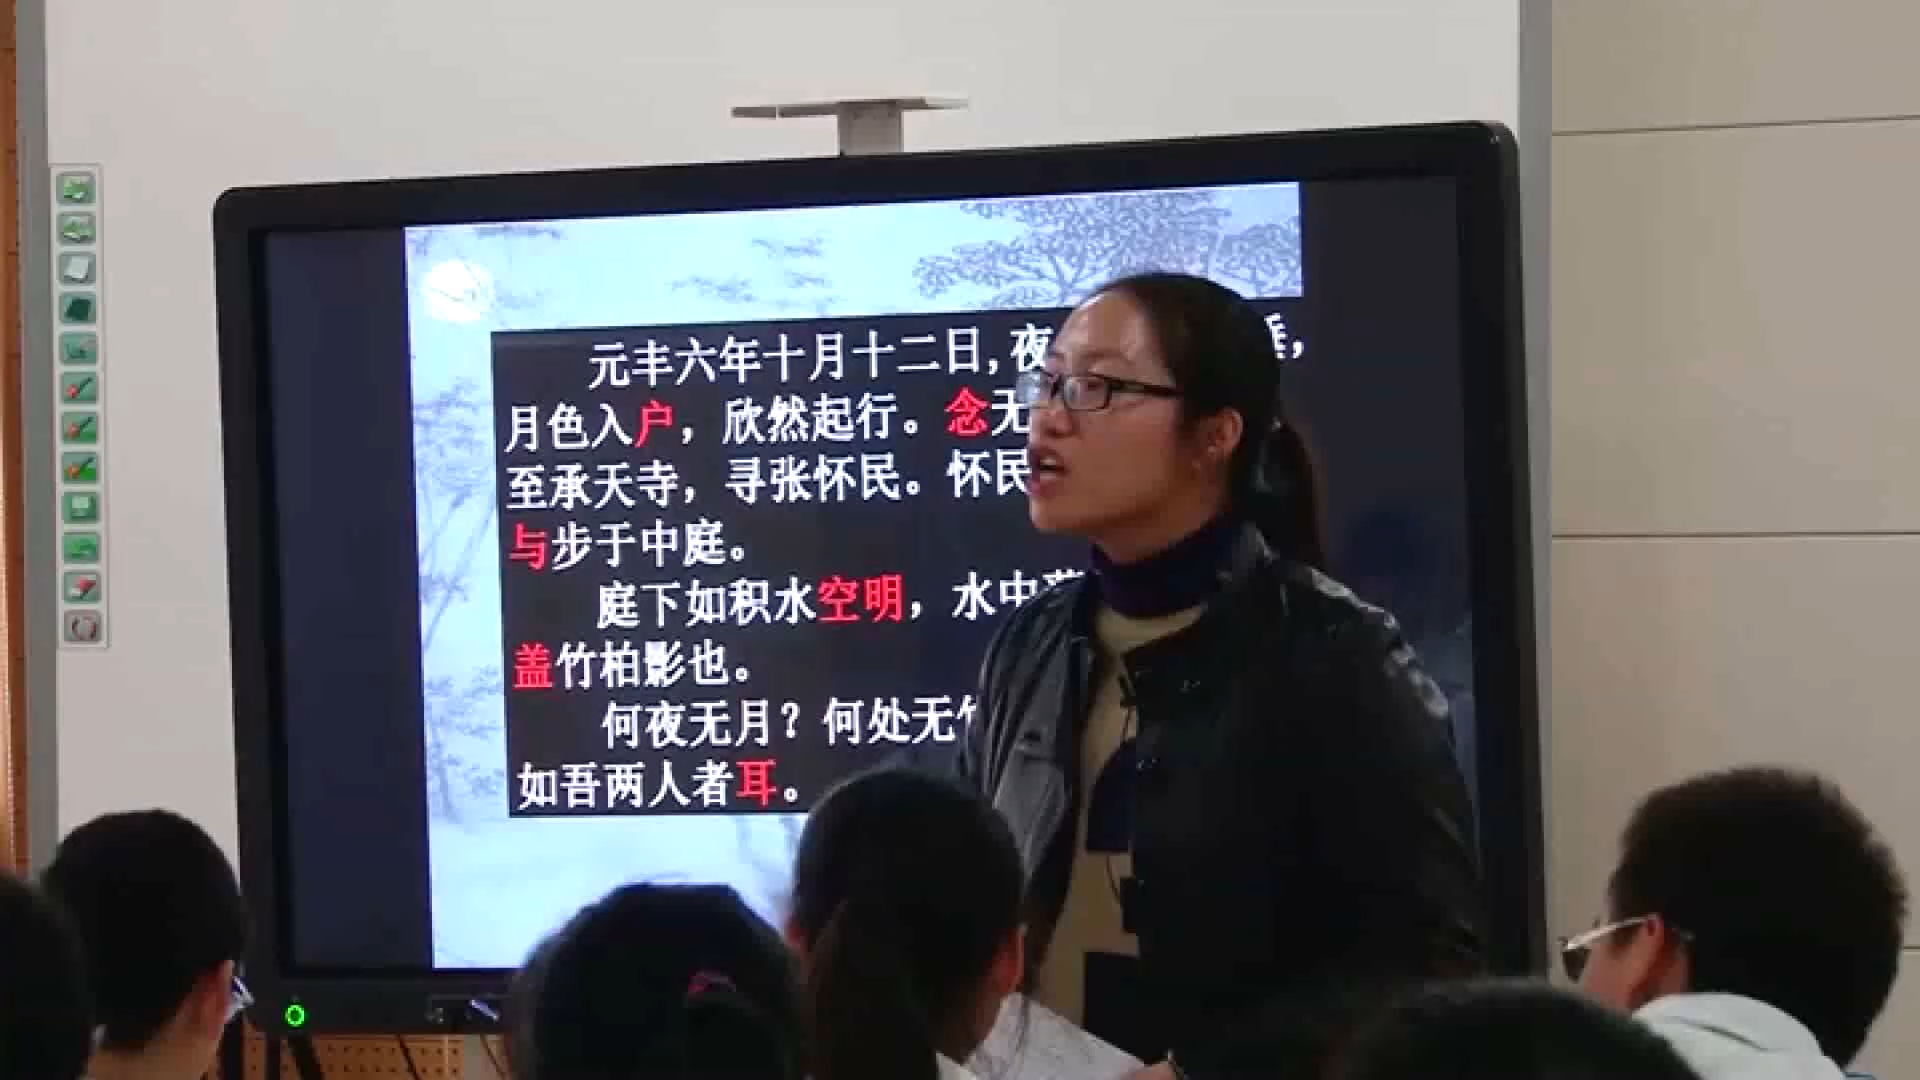 元丰六年十月十二日,夜
月色入户，欣然起行。念无
至承天寺，寻张怀民。怀民
与步于中庭。
庭下如积水空明，水中
盖竹柏影也。
何夜无月？何处无
如吾两人者耳。